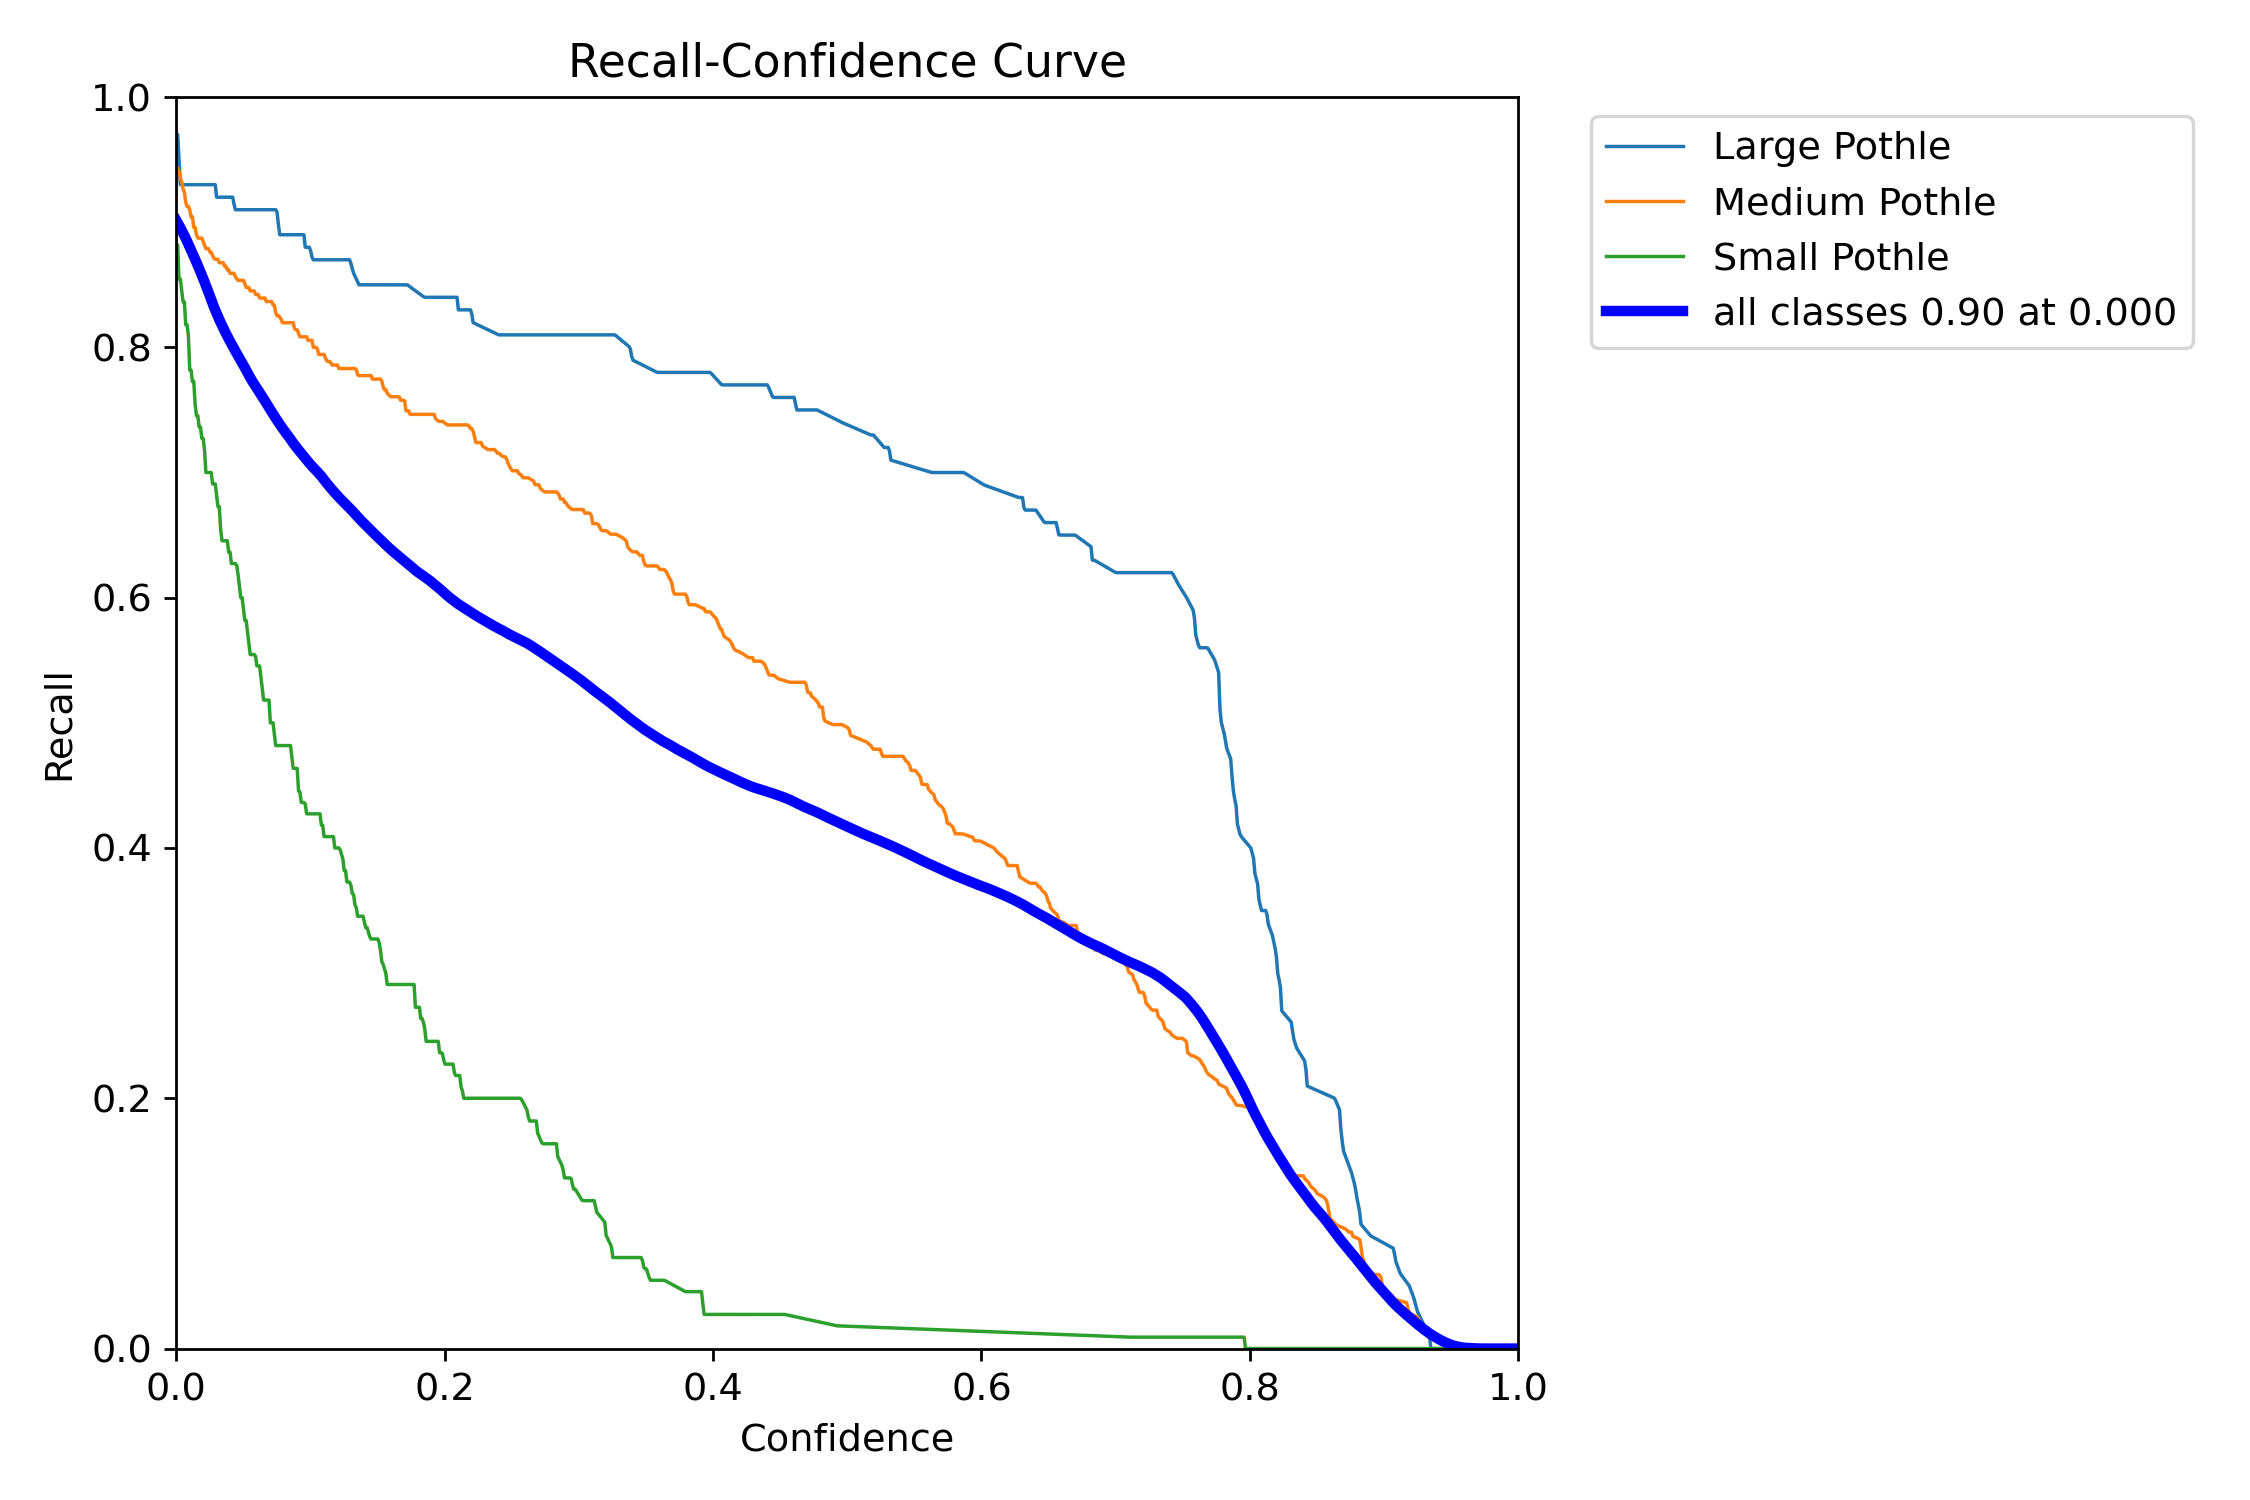 Recall-Confidence Curve
1.0
0.8
0.6
0.4
0.2
0.0
Recall
0.0 0.2 0.4 0.6 0.8 1.0
Confidence
Large Pothle
Medium Pothle
Small Pothle
all classes 0.90 at 0.000